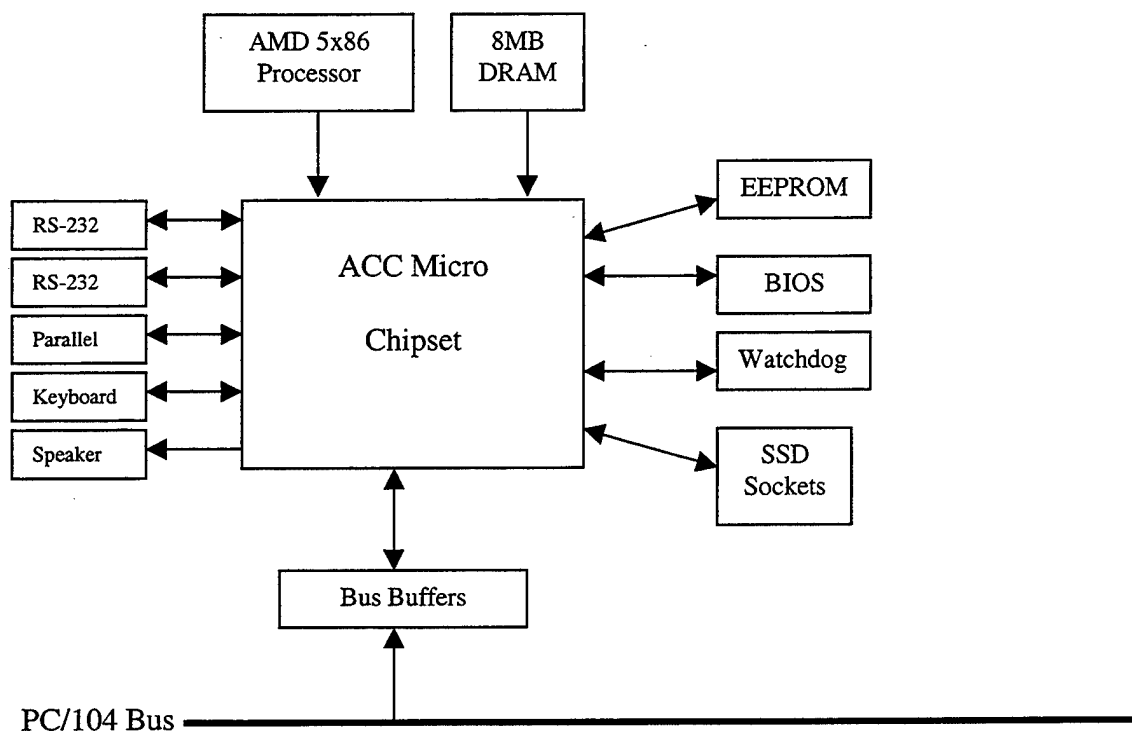 AMD 5x86
Processor
8MB
DRAM
EEPROM
RS-232
RS-232
Parallel
Keyboard
Speaker
ACC Micro
Chipset
BIOS
Watchdog
SSD
Sockets
Bus Buffers
PC/104 Bus